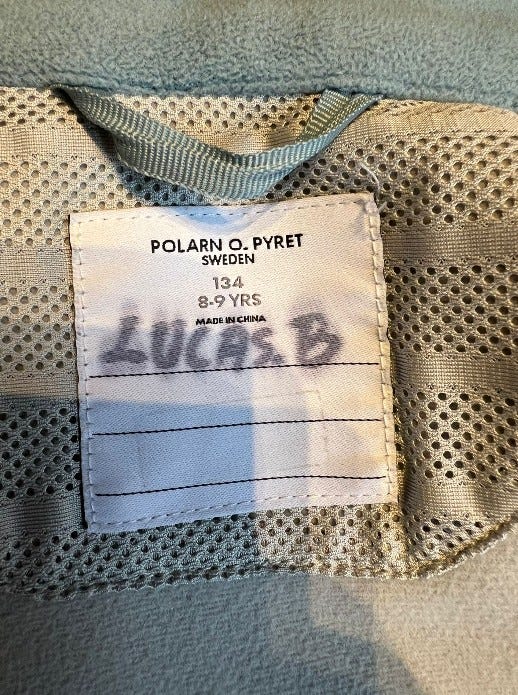 POLARN O. PYRET
SWEDEN
134
8-9 YRS
MADE IN CHINA
LUCAS.B